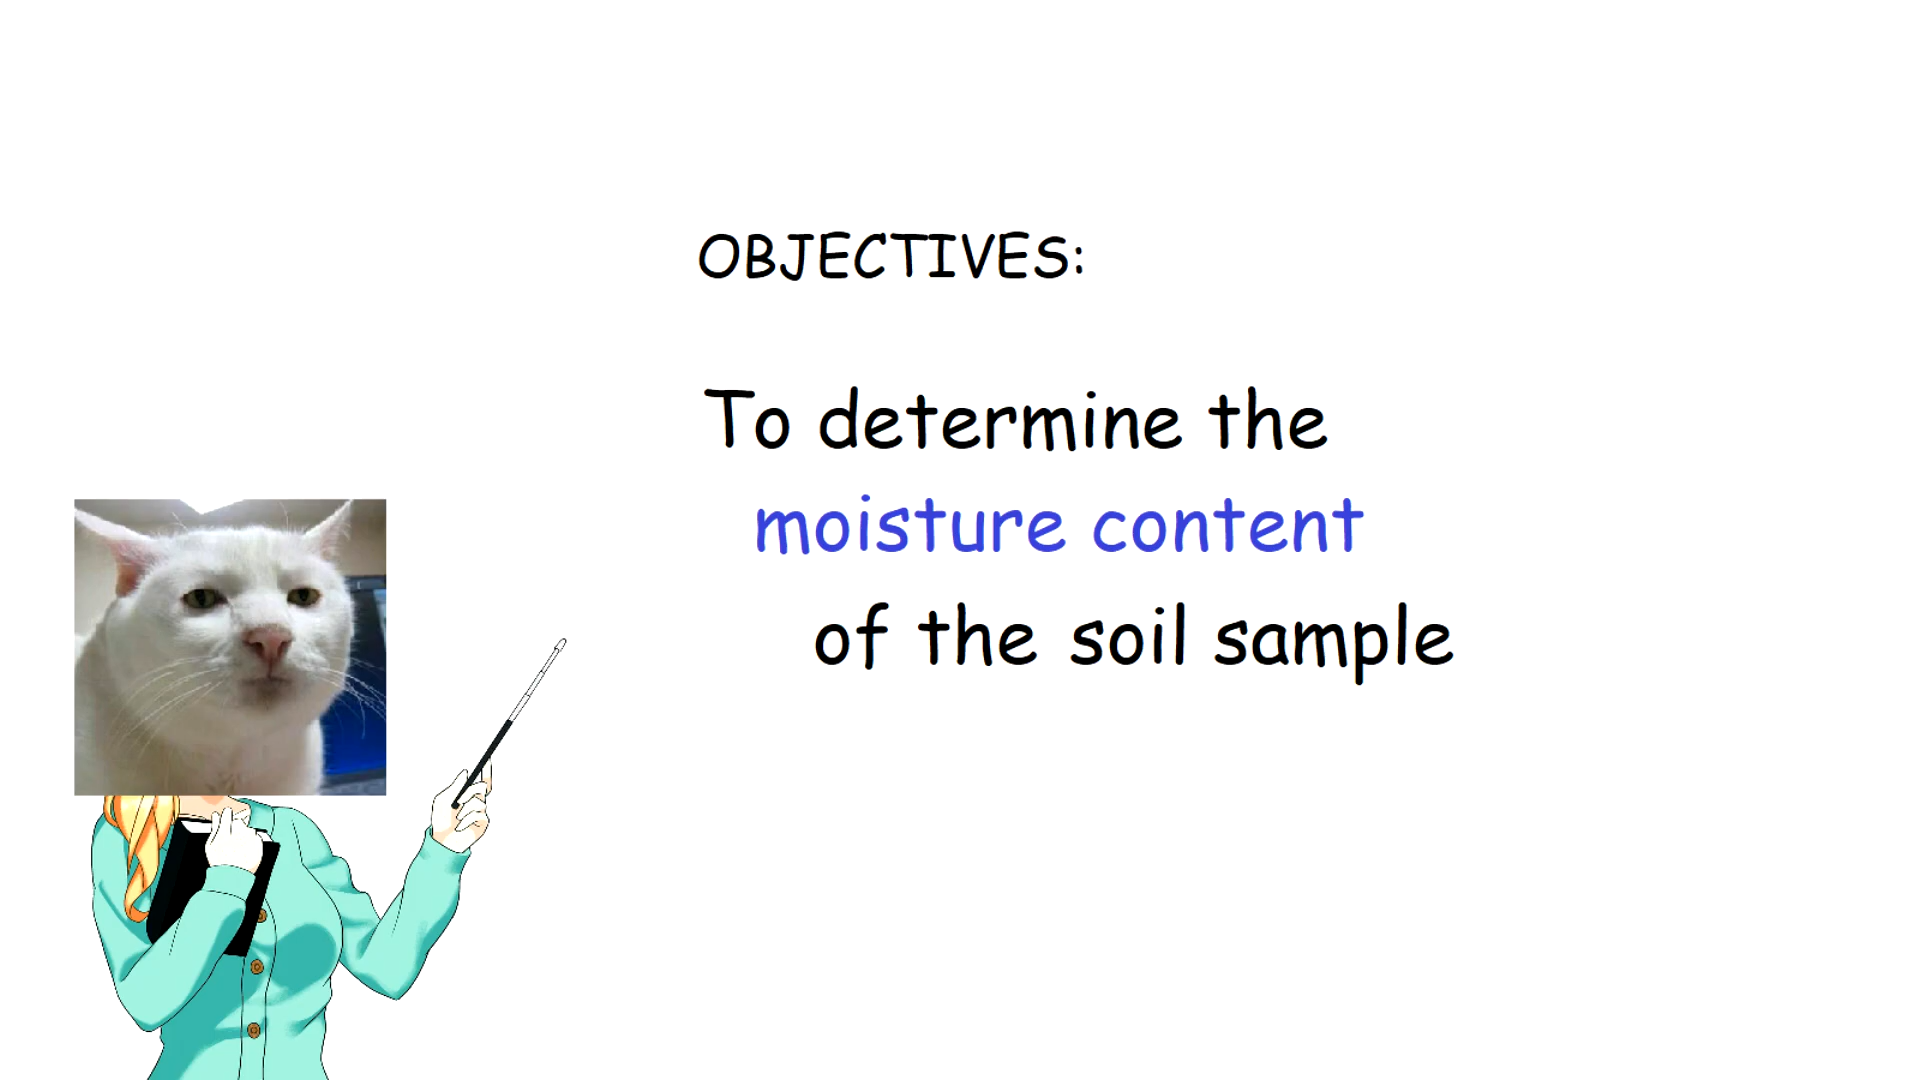 OBJECTIVES:
To determine the
moisture content
of the soil sample